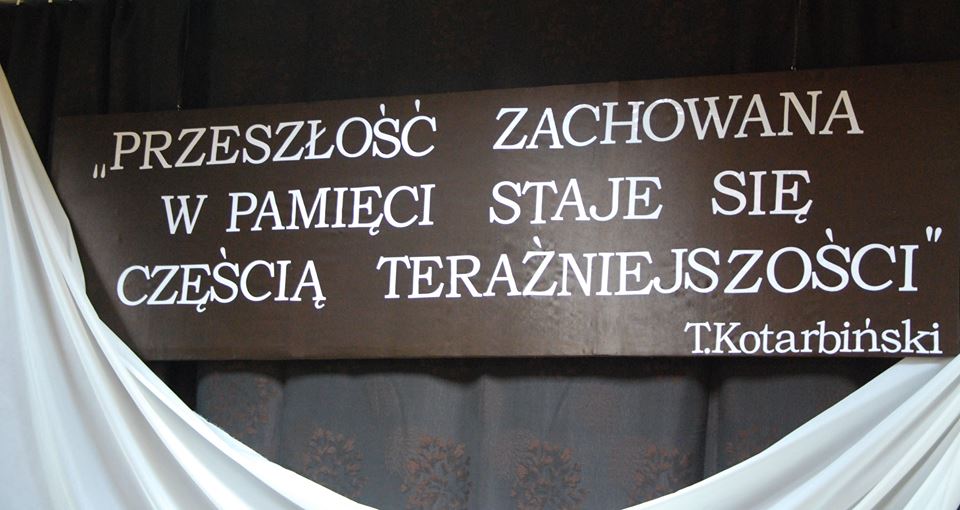 „PRZESZŁOŚĆ ZACHOWANA
W PAMIĘCI STAJE SIĘ
CZĘŚCIĄ TERAŹNIEJSZOŚCI"
T.Kotarbiński